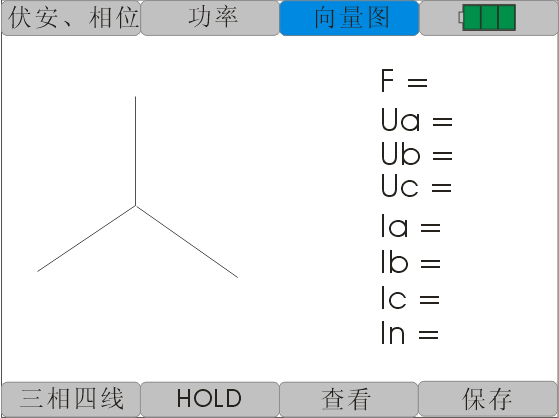 伏安、相位 功率 向量图
F =
Ua =
Ub =
Uc =
Ia =
Ib =
Ic =
In =
三相四线 HOLD 查看 保存